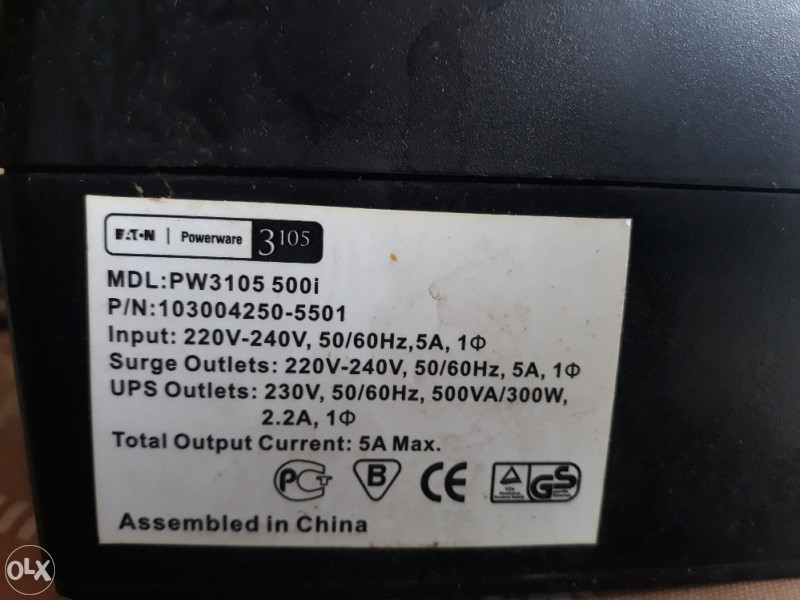 EATON | Powerware 3105
MDL:PW3105 500i
P/N:103004250-5501
Input: 220V-240V, 50/60Hz,5A, 1Φ
Surge Outlets: 220V-240V, 50/60Hz, 5A, 1Φ
UPS Outlets: 230V, 50/60Hz, 500VA/300W,
2.2A, 1Φ
Total Output Current: 5A Max.
РСТ B CE GS
Assembled in China
OLX